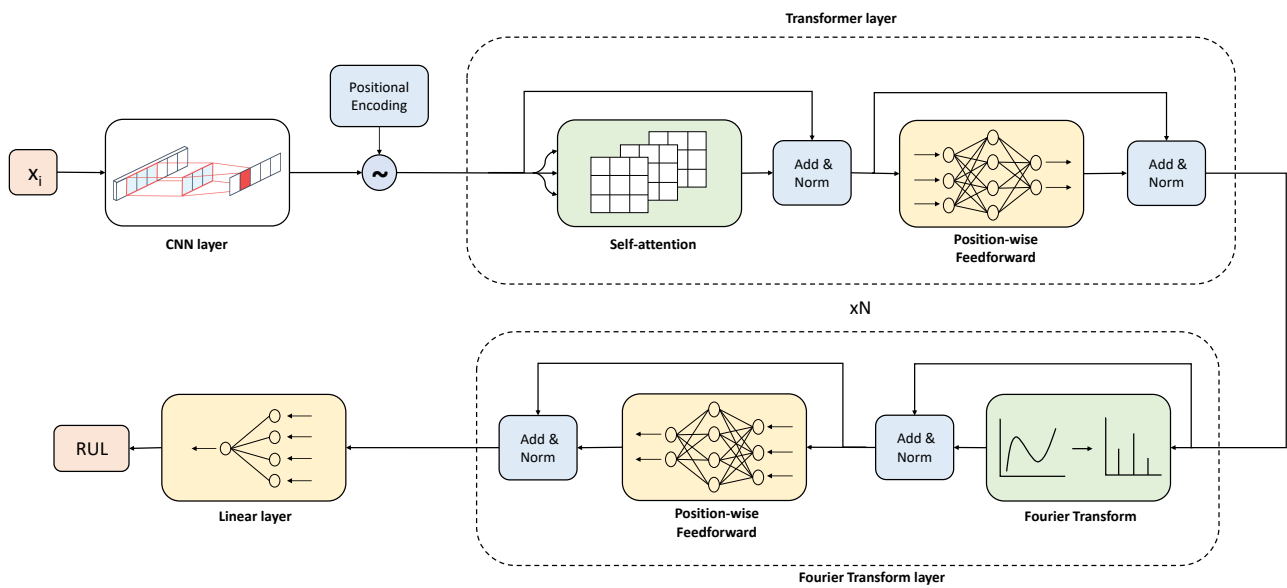 Transformer layer
Positional
Encoding
x_i
~
CNN layer
Self-attention
Add &
Norm
Position-wise
Feedforward
Add &
Norm
xN
RUL
Linear layer
Add &
Norm
Position-wise
Feedforward
Add &
Norm
Fourier Transform
Fourier Transform layer